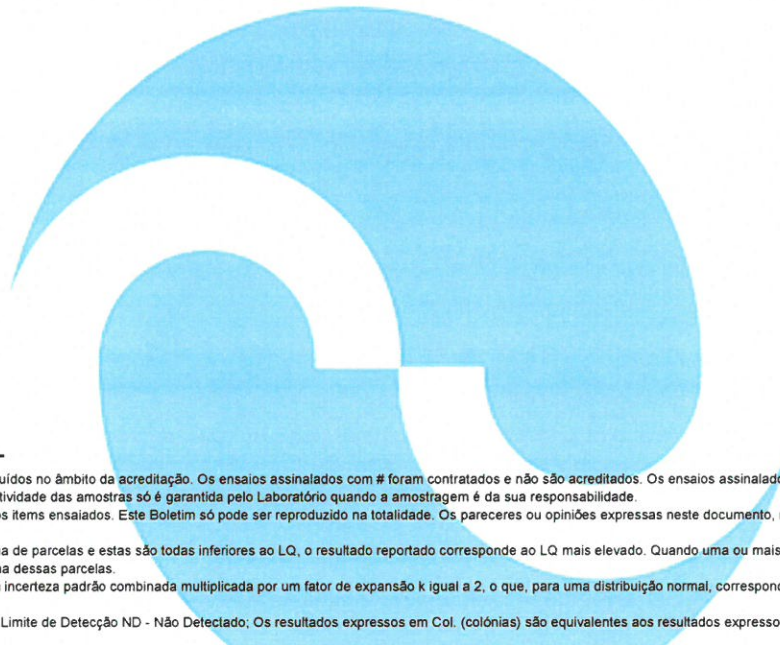 uídos no âmbito da acreditação. Os ensaios assinalados com # foram contratados e não são acreditados. Os ensaios assinalado
tividade das amostras só é garantida pelo Laboratório quando a amostragem é da sua responsabilidade.
os items ensaiados. Este Boletim só pode ser reproduzido na totalidade. Os pareceres ou opiniões expressas neste documento,
a de parcelas e estas são todas inferiores ao LQ, o resultado reportado corresponde ao LQ mais elevado. Quando uma ou mais
na dessas parcelas.
incerteza padrão combinada multiplicada por um fator de expansão k igual a 2, o que, para uma distribuição normal, correspond
Limite de Detecção ND - Não Detectado; Os resultados expressos em Col. (colónias) são equivalentes aos resultados expresso